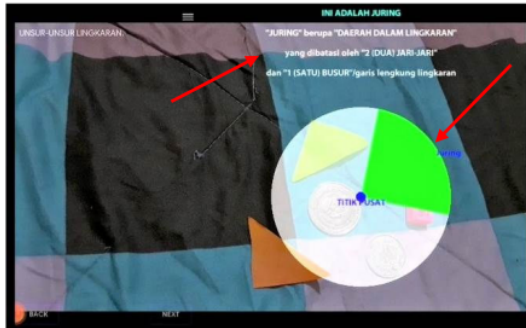 INI ADALAH JURING
UNSUR-UNSUR LINGKARAN:
"JURING" berupa "DAERAH DALAM LINGKARAN"
yang dibatasi oleh "2 (DUA) JARI-JARI"
dan "1 (SATU) BUSUR"/garis lengkung lingkaran
Juring
TITIK PUSAT
BACK
NEXT